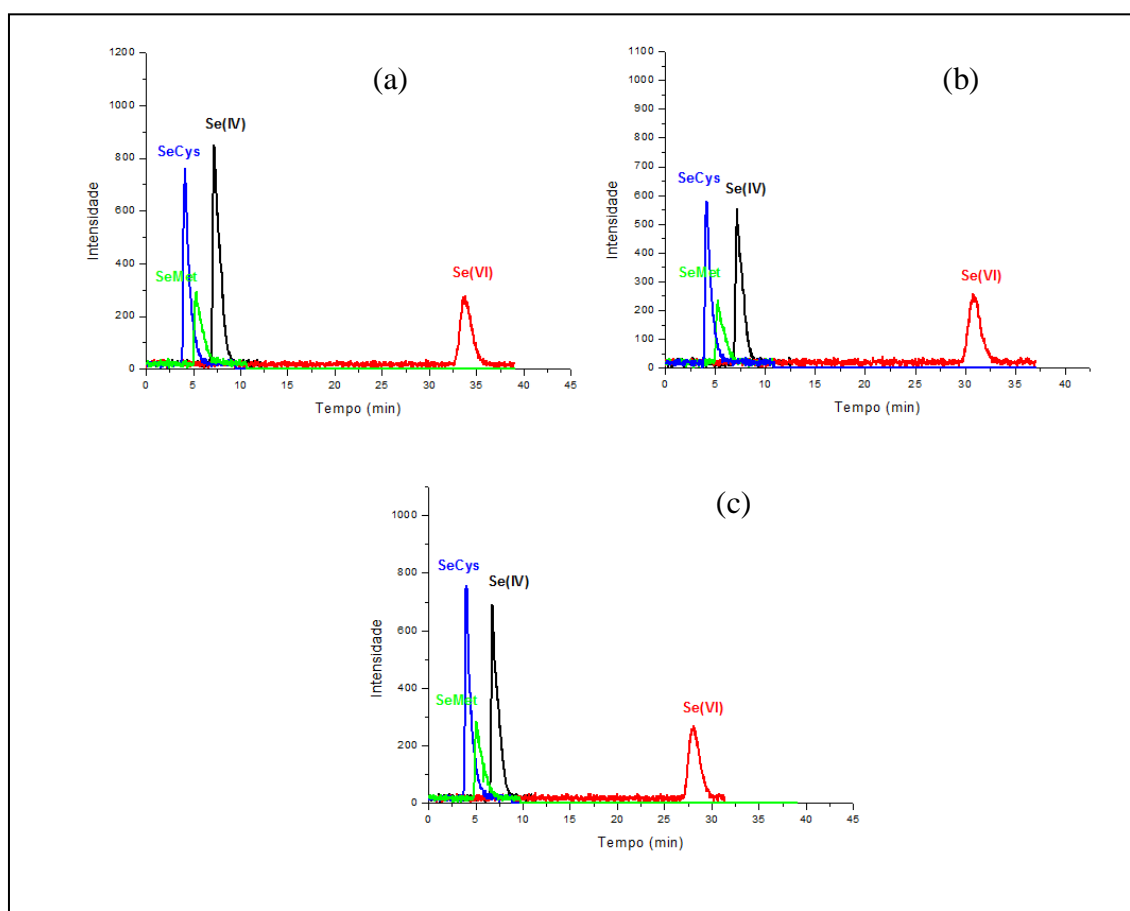 (a)
Intensidade
1200
1000
800
600
400
200
0
SeCys
Se(IV)
SeMet
Se(VI)
0 5 10 15 20 25 30 35 40 45
Tempo (min)
(b)
Intensidade
1100
1000
900
800
700
600
500
400
300
200
100
0
SeCys
Se(IV)
SeMet
Se(VI)
0 5 10 15 20 25 30 35 40
Tempo (min)
(c)
Intensidade
1000
800
600
400
200
0
SeCys
Se(IV)
SeMet
Se(VI)
0 5 10 15 20 25 30 35 40 45
Tempo (min)